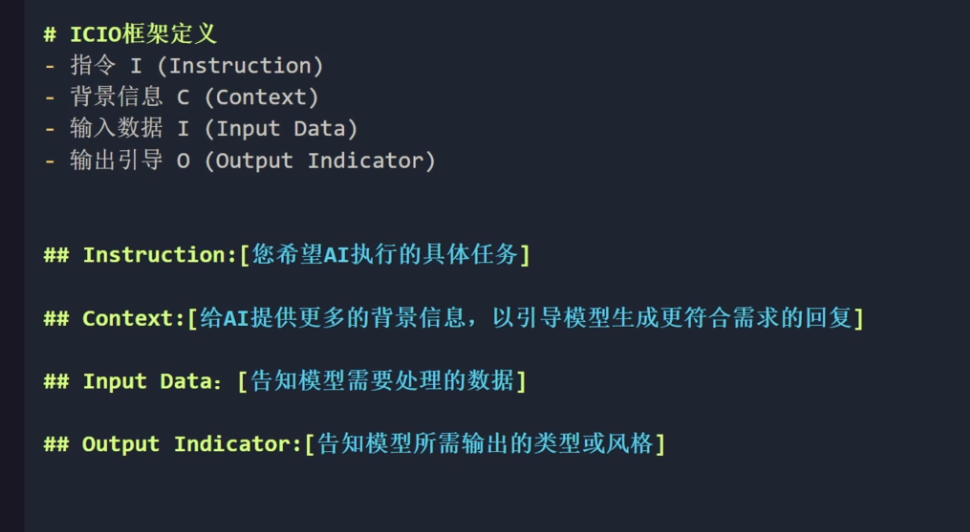 # ICIO框架定义
- 指令 I (Instruction)
- 背景信息 C (Context)
- 输入数据 I (Input Data)
- 输出引导 O (Output Indicator)
## Instruction:[您希望AI执行的具体任务]
## Context:[给AI提供更多的背景信息，以引导模型生成更符合需求的回复]
## Input Data：[告知模型需要处理的数据]
## Output Indicator:[告知模型所需输出的类型或风格]